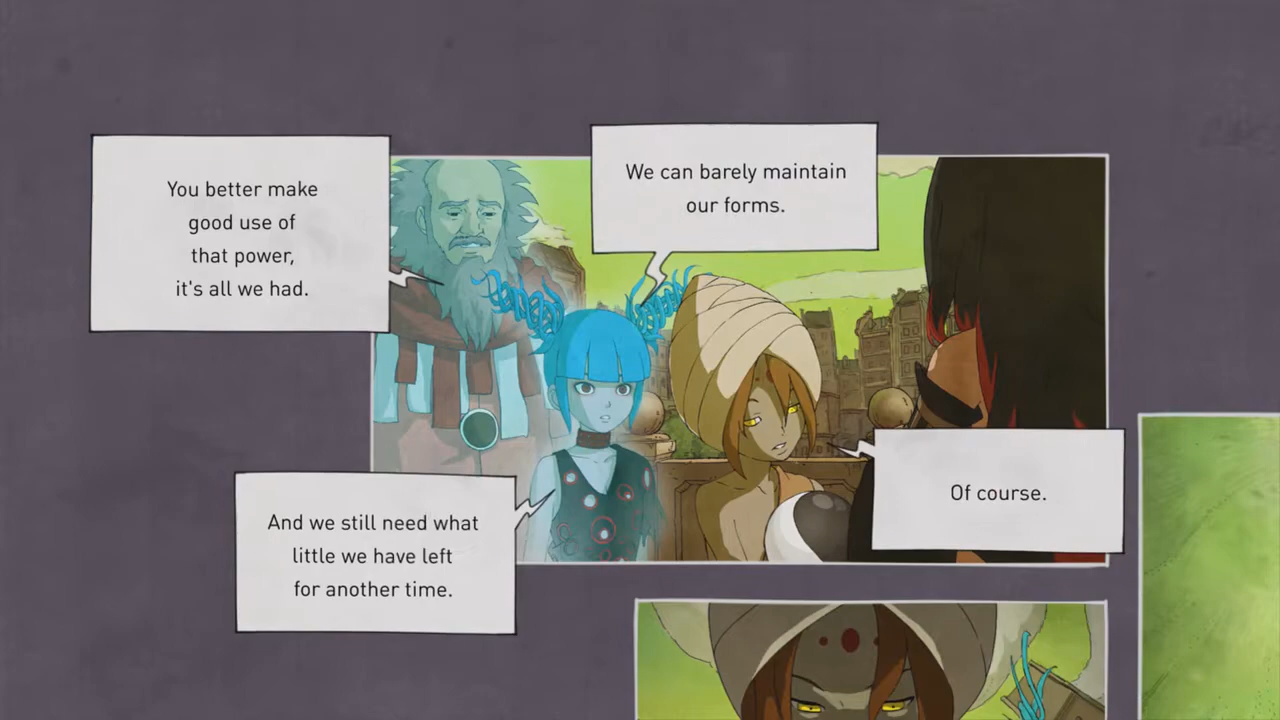 You better make
good use of
that power,
it's all we had.
We can barely maintain
our forms.
And we still need what
little we have left
for another time.
Of course.